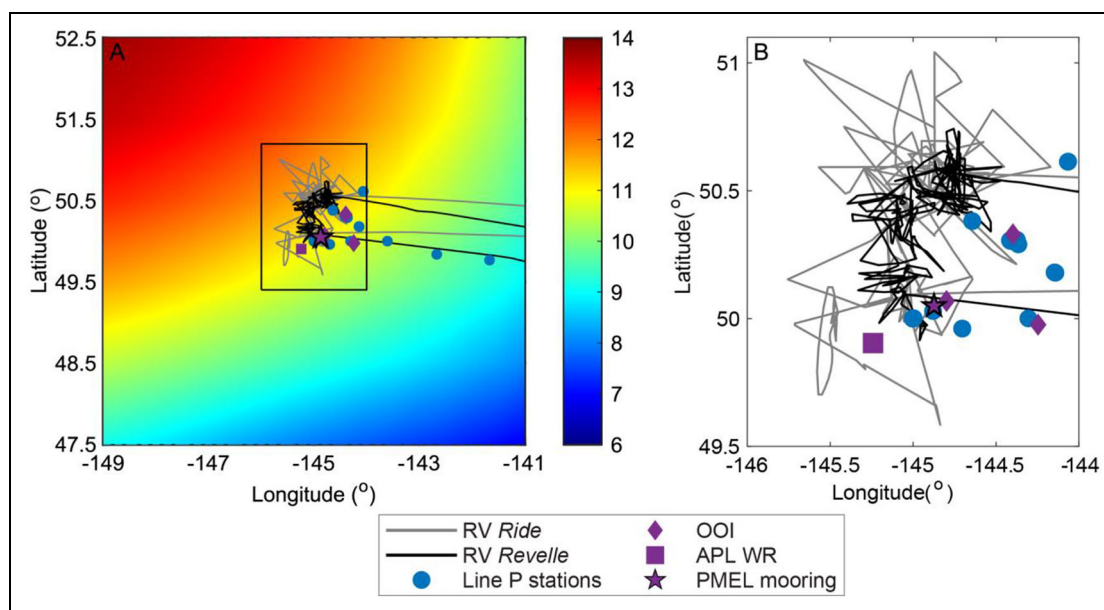 A
52.5
51.5
50.5
49.5
48.5
47.5
Latitude (o)
-149
-147
-145
-143
-141
Longitude (o)
14
13
12
11
10
9
8
7
6
B
51
50.5
50
49.5
Latitude(o)
-146
-145.5
-145
-144.5
-144
Longitude(o)
RV Ride
RV Revelle
Line P stations
OOI
APL WR
PMEL mooring